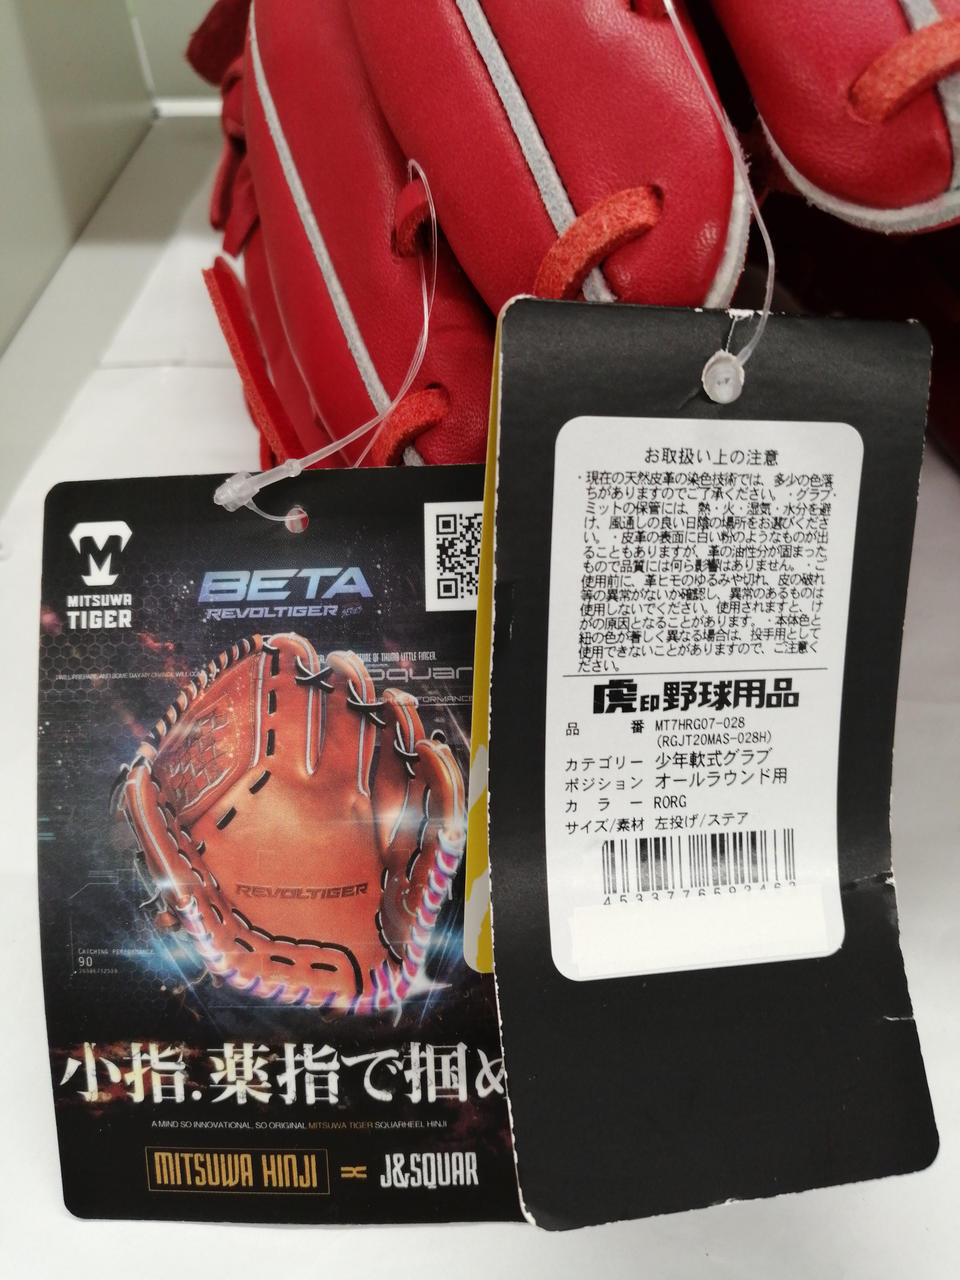 MITSUWA
TIGER
BETA
REVOLTIGER
OF THUMB LITTLE FINGER.
squar
PERFORMANCE
REVOLTIGER
CATCHING PERFORMANCE
90
小指.薬指で掴め
A MIND SO INNOVATIONAL, SO ORIGINAL MITSUWA TIGER SQUARHEEL HINJI
MITSUWA HINJI
J&SQUAR
お取扱い上の注意
・現在の天然皮革の染色技術では、多少の色落
ちがありますのでご了承ください。・グラブ・
ミットの保管には、熱・火・湿気・水分を避
け、風通しの良い日陰の場所をお選びくださ
い。・皮革の表面に白い粉のようなものが出
ることもありますが、革の油性分が固まった
もので品質には何ら影響はありません。・ご
使用前に、革ヒモのゆるみや切れ、皮の破れ
等の異常がないか確認し、異常のあるものは
使用しないでください。使用されますと、け
がの原因となることがあります。・本体色と
紐の色が著しく異なる場合は、投手用として
使用できないことがありますので、ご注意く
ださい。
虎印野球用品
品番 MT7HRG07-028
(RGJT20MAS-028H)
カテゴリー 少年軟式グラブ
ポジション オールラウンド用
カラー RORG
サイズ/素材 左投げ/ステア
4533776592462